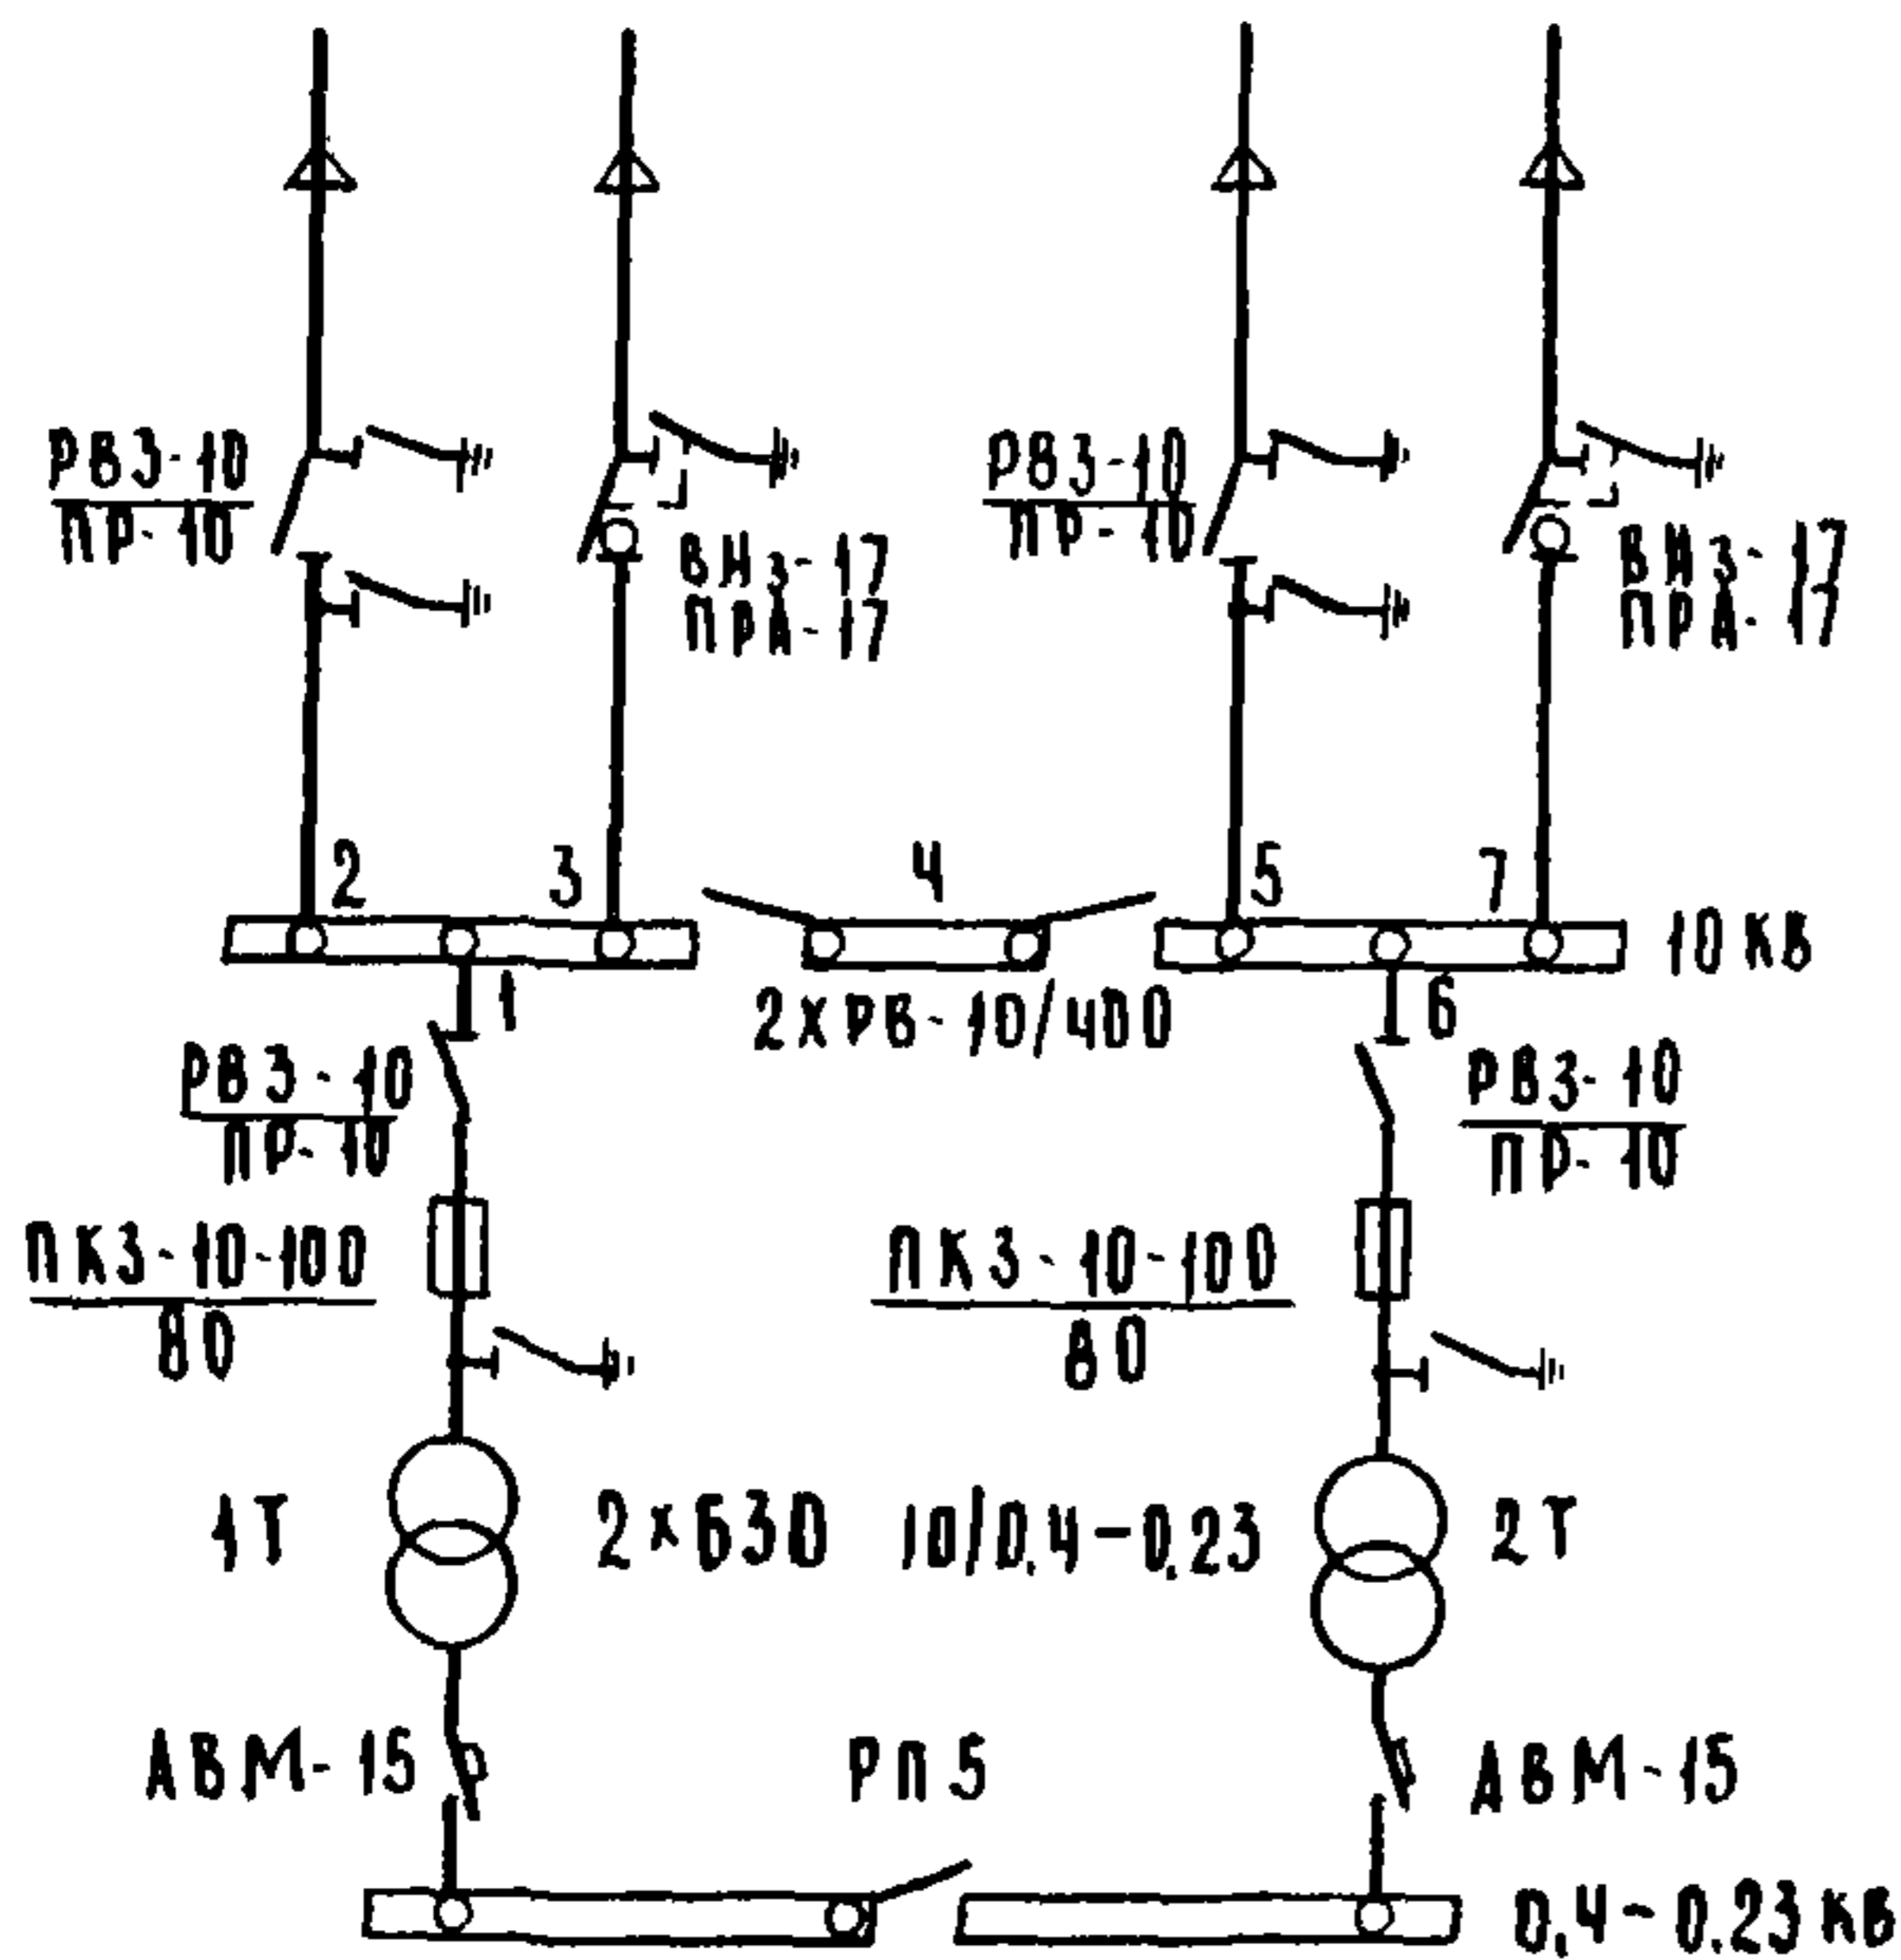 РВЗ-10
ПР-10
ВНЗ-17
ПРА-17
РВЗ-10
ПР-10
ВНЗ-17
ПРА-17
2
3
4
5
7
10 КВ
1
2хРВ-10/400
6
РВЗ-10
ПР-10
РВЗ-10
ПР-10
ПКЗ-10-100
80
ПКЗ-10-100
80
1Т
2х630
10/0,4-0,23
2Т
АВМ-15
РП5
АВМ-15
0,4-0,23 КВ